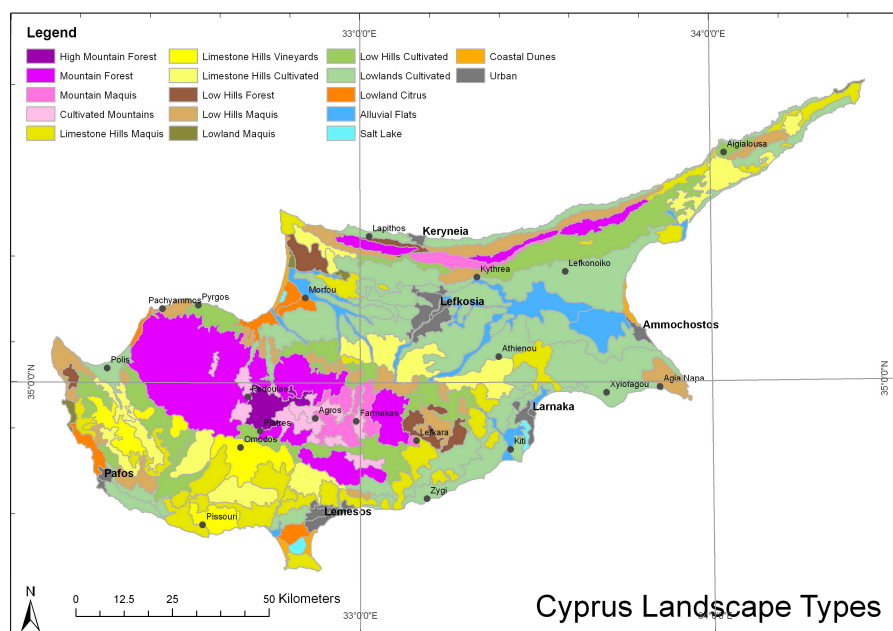 33°0'0"E
34°0'0"E
Legend
High Mountain Forest
Mountain Forest
Mountain Maquis
Cultivated Mountains
Limestone Hills Maquis
Limestone Hills Vineyards
Limestone Hills Cultivated
Low Hills Forest
Low Hills Maquis
Lowland Maquis
Low Hills Cultivated
Lowlands Cultivated
Lowland Citrus
Alluvial Flats
Salt Lake
Coastal Dunes
Urban
Aigialousa
Lapithos
Keryneia
Kythrea
Lefkonoiko
Morfou
Pachyammos
Pyrgos
Lefkosia
Ammochostos
Athienou
Polis
35°0'0"N
35°0'0"N
Pedoulas
Xylofagou
Agia Napa
Agros
Farmakas
Larnaka
Platres
Omodos
Lefkara
Kiti
Pafos
Zygi
Lemesos
Pissouri
N
0 12.5 25 50 Kilometers
33°0'0"E
34°0'0"E
Cyprus Landscape Types